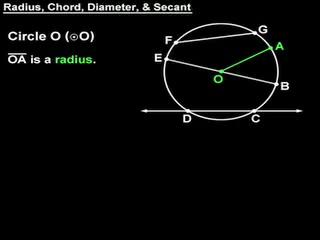 Radius, Chord, Diameter, & Secant
Circle O (⊙O)
OA is a radius.
G
F
A
E
O
B
D
C